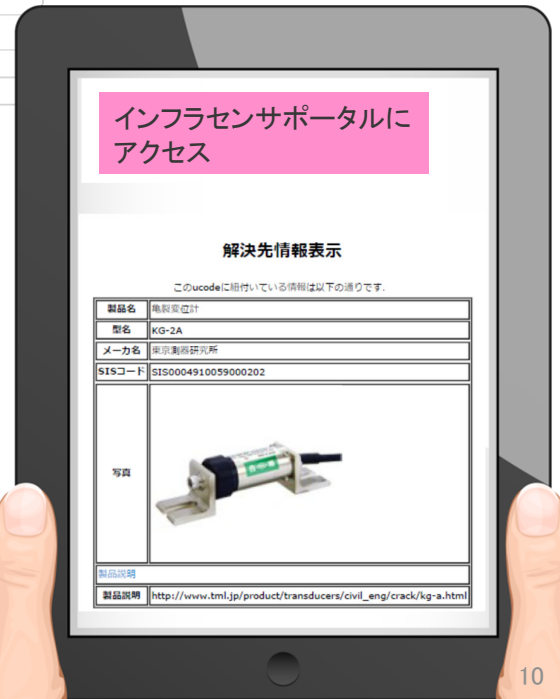 インフラセンサポータルに
アクセス
解決先情報表示
このucodeに紐付いている情報は以下の通りです.
製品名 亀裂変位計
型名 KG-2A
メーカ名 東京測器研究所
SISコード SIS0004910059000202
写真
製品説明
製品説明 http://www.tml.jp/product/transducers/civil_eng/crack/kg-a.html
10